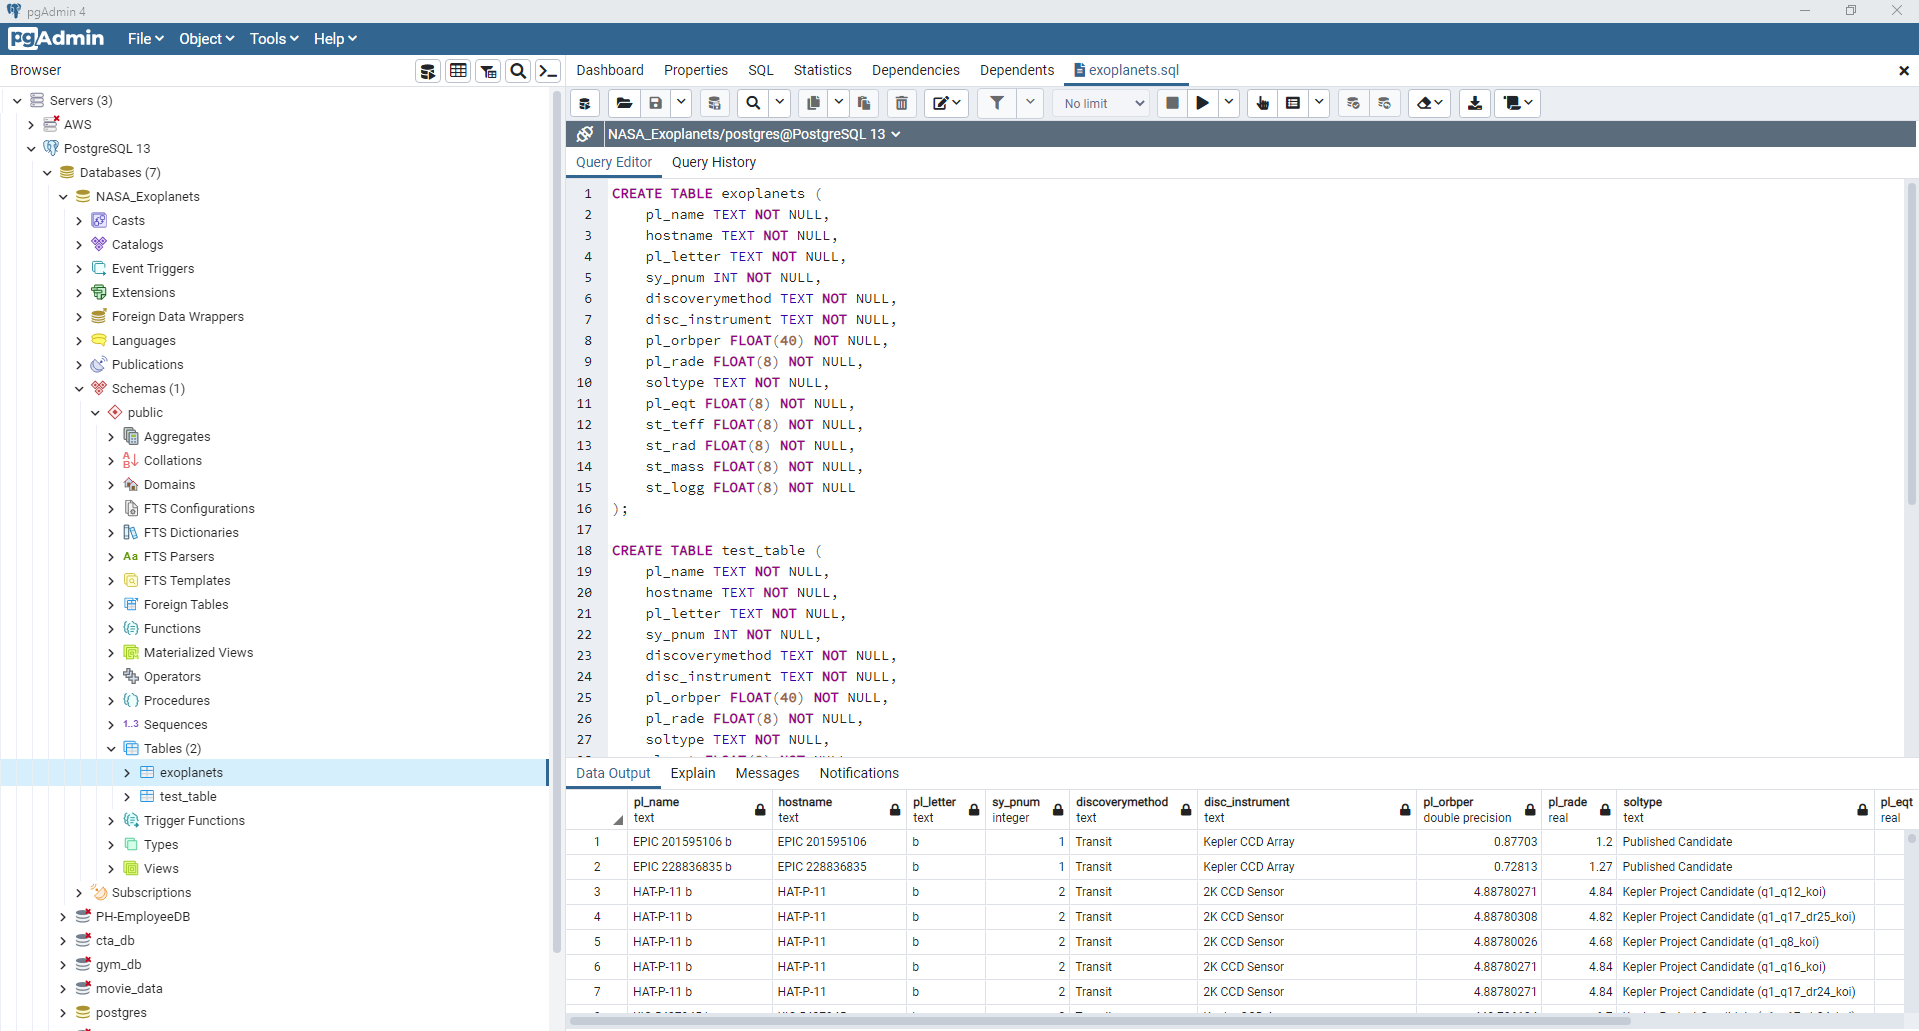 pgAdmin 4
pgAdmin File Object Tools Help
Browser
Dashboard Properties SQL Statistics Dependencies Dependents exoplanets.sql
Servers (3)
AWS
PostgreSQL 13
Databases (7)
NASA_Exoplanets
Casts
Catalogs
Event Triggers
Extensions
Foreign Data Wrappers
Languages
Publications
Schemas (1)
public
Aggregates
Collations
Domains
FTS Configurations
FTS Dictionaries
Aa FTS Parsers
FTS Templates
Foreign Tables
Functions
Materialized Views
Operators
Procedures
1..3 Sequences
Tables (2)
exoplanets
test_table
Trigger Functions
Types
Views
Subscriptions
PH-EmployeeDB
cta_db
gym_db
movie_data
postgres
No limit
NASA_Exoplanets/postgres@PostgreSQL 13
Query Editor Query History
1 CREATE TABLE exoplanets (
2 pl_name TEXT NOT NULL,
3 hostname TEXT NOT NULL,
4 pl_letter TEXT NOT NULL,
5 sy_pnum INT NOT NULL,
6 discoverymethod TEXT NOT NULL,
7 disc_instrument TEXT NOT NULL,
8 pl_orbper FLOAT(40) NOT NULL,
9 pl_rade FLOAT(8) NOT NULL,
10 soltype TEXT NOT NULL,
11 pl_eqt FLOAT(8) NOT NULL,
12 st_teff FLOAT(8) NOT NULL,
13 st_rad FLOAT(8) NOT NULL,
14 st_mass FLOAT(8) NOT NULL,
15 st_logg FLOAT(8) NOT NULL
16 );
17
18 CREATE TABLE test_table (
19 pl_name TEXT NOT NULL,
20 hostname TEXT NOT NULL,
21 pl_letter TEXT NOT NULL,
22 sy_pnum INT NOT NULL,
23 discoverymethod TEXT NOT NULL,
24 disc_instrument TEXT NOT NULL,
25 pl_orbper FLOAT(40) NOT NULL,
26 pl_rade FLOAT(8) NOT NULL,
27 soltype TEXT NOT NULL,
Data Output Explain Messages Notifications
pl_name hostname pl_letter sy_pnum discoverymethod disc_instrument pl_orbper pl_rade soltype pl_eqt
text text text integer text text double precision real text real
1 EPIC 201595106 b EPIC 201595106 b 1 Transit Kepler CCD Array 0.87703 1.2 Published Candidate
2 EPIC 228836835 b EPIC 228836835 b 1 Transit Kepler CCD Array 0.72813 1.27 Published Candidate
3 HAT-P-11 b HAT-P-11 b 2 Transit 2K CCD Sensor 4.88780271 4.84 Kepler Project Candidate (q1_q12_koi)
4 HAT-P-11 b HAT-P-11 b 2 Transit 2K CCD Sensor 4.88780308 4.82 Kepler Project Candidate (q1_q17_dr25_koi)
5 HAT-P-11 b HAT-P-11 b 2 Transit 2K CCD Sensor 4.88780026 4.68 Kepler Project Candidate (q1_q8_koi)
6 HAT-P-11 b HAT-P-11 b 2 Transit 2K CCD Sensor 4.88780271 4.84 Kepler Project Candidate (q1_q16_koi)
7 HAT-P-11 b HAT-P-11 b 2 Transit 2K CCD Sensor 4.88780271 4.84 Kepler Project Candidate (q1_q17_dr24_koi)